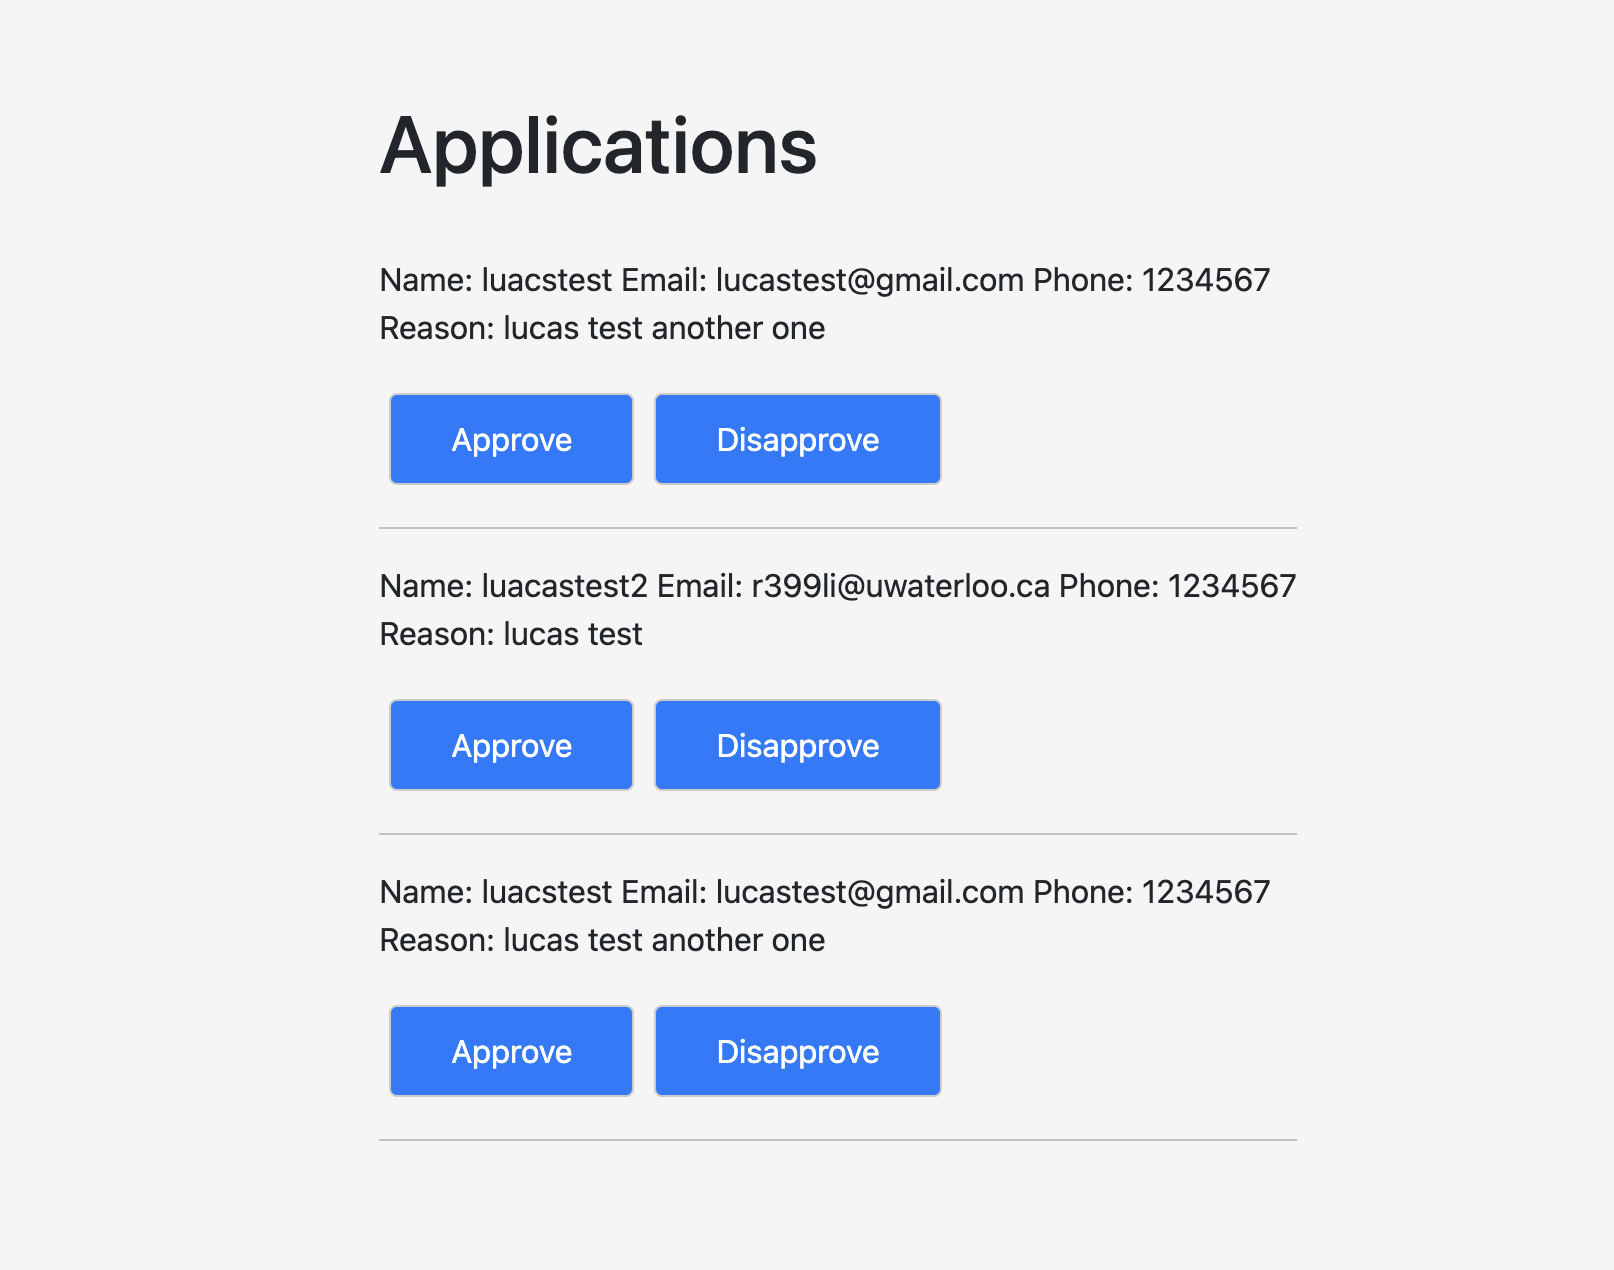 Applications
Name: luacstest Email: lucastest@gmail.com Phone: 1234567
Reason: lucas test another one
Approve Disapprove
Name: luacastest2 Email: r399li@uwaterloo.ca Phone: 1234567
Reason: lucas test
Approve Disapprove
Name: luacstest Email: lucastest@gmail.com Phone: 1234567
Reason: lucas test another one
Approve Disapprove